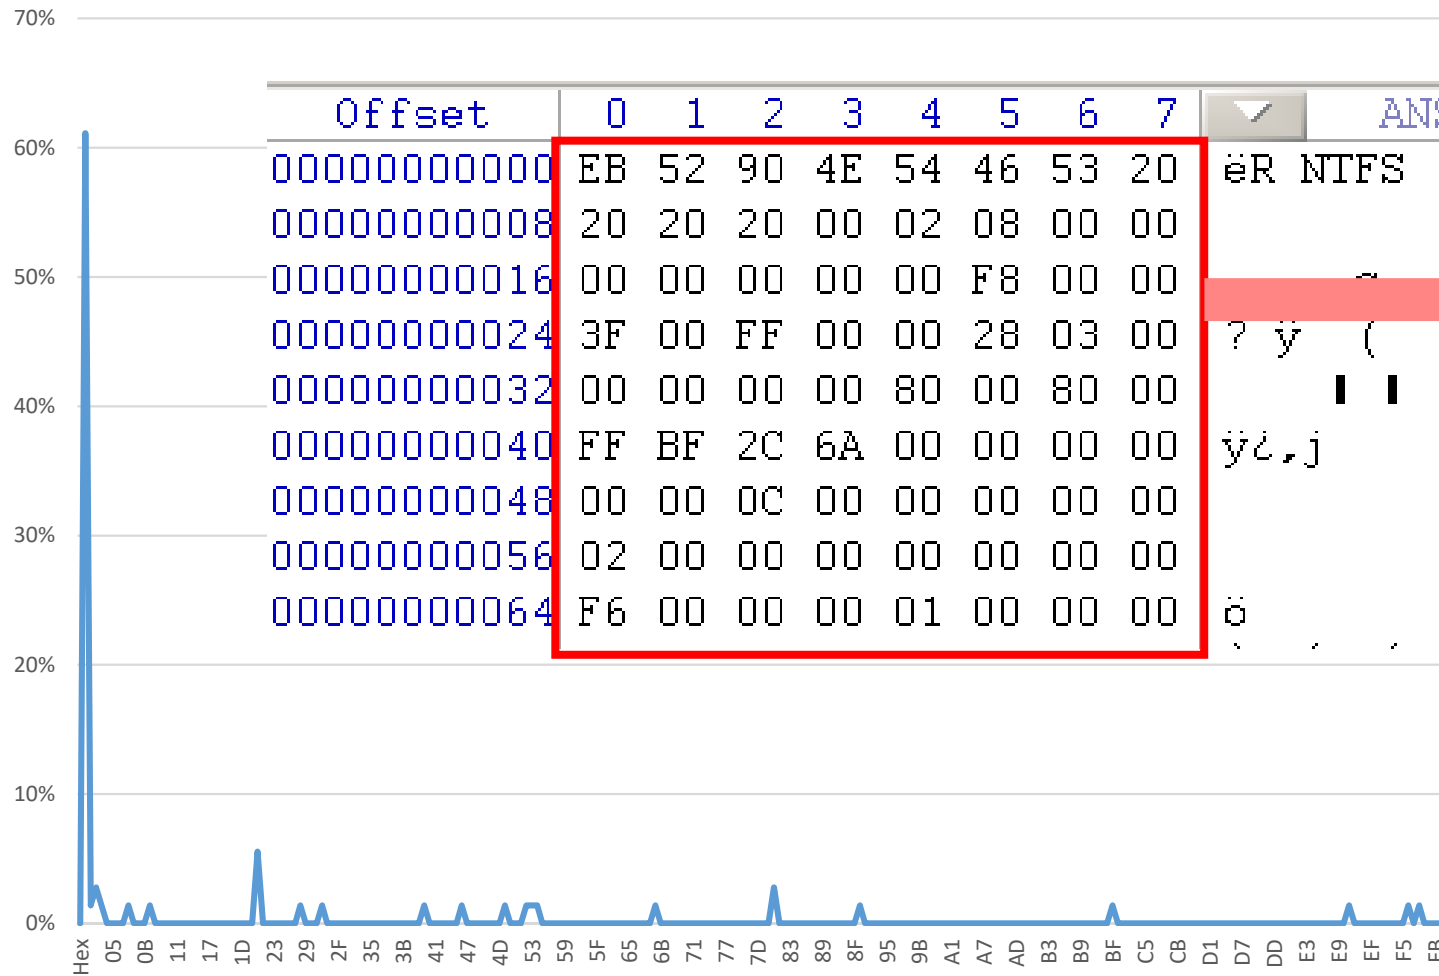 70%
Offset 0 1 2 3 4 5 6 7 ANS
60%
00000000000 EB 52 90 4E 54 46 53 20 ëR NTFS
00000000008 20 20 20 00 02 08 00 00
50%
00000000016 00 00 00 00 00 F8 00 00
00000000024 3F 00 FF 00 00 28 03 00 ? ÿ (
00000000032 00 00 00 00 80 00 80 00
40%
00000000040 FF BF 2C 6A 00 00 00 00 ÿ¿,j
00000000048 00 00 0C 00 00 00 00 00
30%
00000000056 02 00 00 00 00 00 00 00
00000000064 F6 00 00 00 01 00 00 00 ö
20%
10%
0%
Hex 05 0B 11 17 1D 23 29 2F 35 3B 41 47 4D 53 59 5F 65 6B 71 77 7D 83 89 8F 95 9B A1 A7 AD B3 B9 BF C5 CB D1 D7 DD E3 E9 EF F5 FB